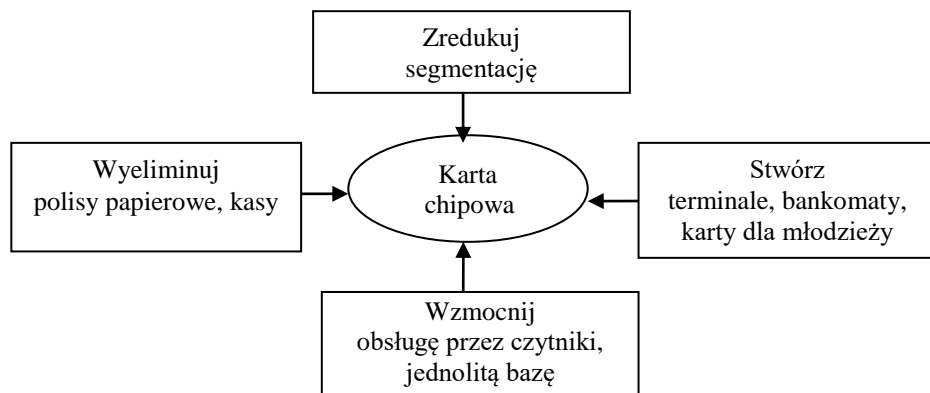 Zredukuj
segmentację
Wyeliminuj
polisy papierowe, kasy
Karta
chipowa
Stwórz
terminale, bankomaty,
karty dla młodzieży
Wzmocnij
obsługę przez czytniki,
jednolitą bazę